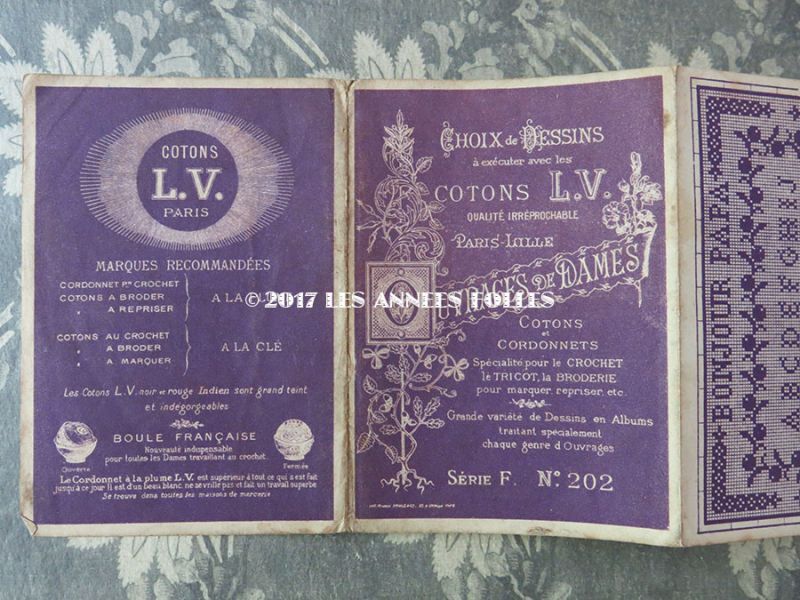 COTONS
L.V.
PARIS
MARQUES RECOMMANDÉES
CORDONNET Pr. CROCHET
COTONS A BRODER
" A REPRISER
A LA
COTONS AU CROCHET
" A BRODER
" A MARQUER
A LA CLÉ
Les Cotons L.V. noir et rouge Indien sont grand teint
et indégorgeables
BOULE FRANÇAISE
Nouveauté indispensable
pour toutes les Dames travaillant au crochet.
Ouverte
Fermée
Le Cordonnet à la plume L.V. est supérieur à tout ce qui a est fait
jusqu'à ce jour Il est d'un beau blanc. ne se vrille pas et fait un travail superbe
Se trouve dans toutes les maisons de mercerie
CHOIX de DESSINS
à exécuter avec les
COTONS L.V.
QUALITÉ IRRÉPROCHABLE
PARIS-LILLE
OUVRAGES DE DAMES
COTONS
et
CORDONNETS
Spécialité pour le CROCHET
le TRICOT, la BRODERIE
pour marquer, repriser, etc.
Grande variété de Dessins en Albums
traitant spécialement
chaque genre d'Ouvrages
SÉRIE F. No. 202
BONJOUR PAPA
ABCDEFGHIJ
© 2017 LES ANNEES FOLLES